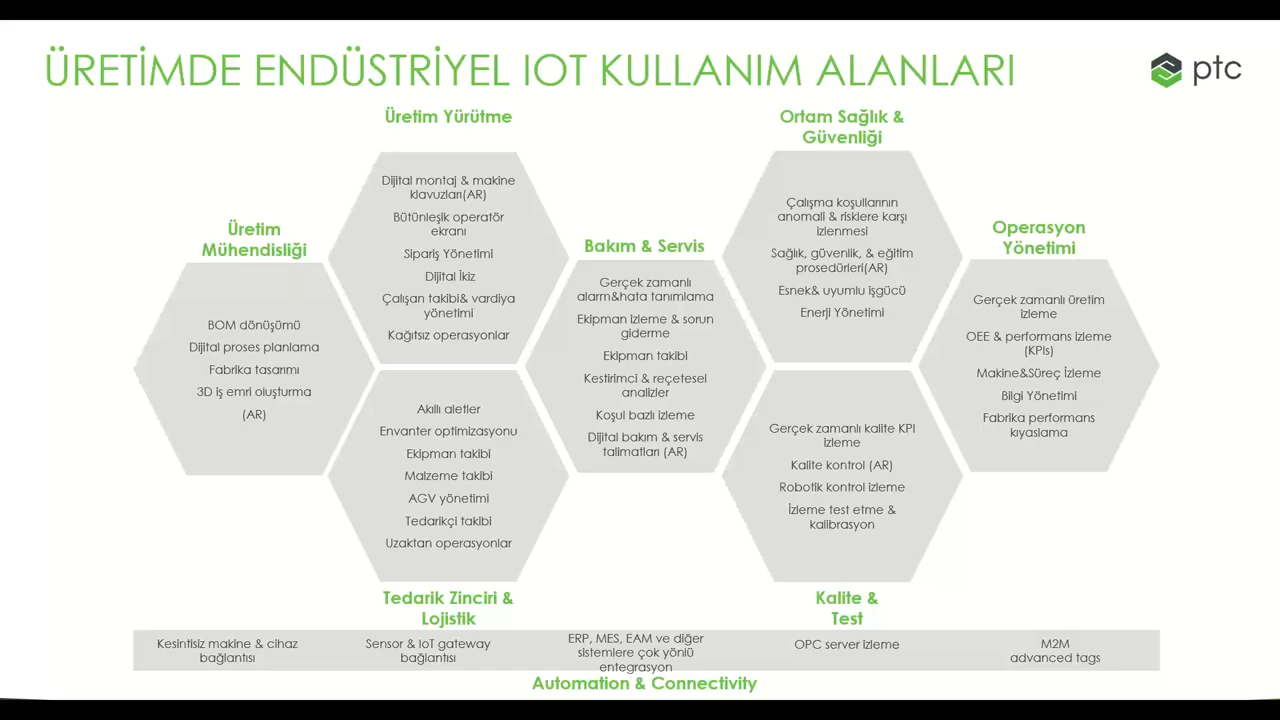 ÜRETİMDE ENDÜSTRİYEL IOT KULLANIM ALANLARI
ptc
Üretim Mühendisliği
BOM dönüşümü
Dijital proses planlama
Fabrika tasarımı
3D iş emri oluşturma
(AR)
Üretim Yürütme
Dijital montaj & makine
klavuzları(AR)
Bütünleşik operatör
ekranı
Sipariş Yönetimi
Dijital İkiz
Çalışan takibi& vardiya
yönetimi
Kağıtsız operasyonlar
Akıllı aletler
Envanter optimizasyonu
Ekipman takibi
Malzeme takibi
AGV yönetimi
Tedarikçi takibi
Uzaktan operasyonlar
Tedarik Zinciri &
Lojistik
Bakım & Servis
Gerçek zamanlı
alarm&hata tanımlama
Ekipman izleme & sorun
giderme
Ekipman takibi
Kestirimci & reçetesel
analizler
Koşul bazlı izleme
Dijital bakım & servis
talimatları (AR)
Ortam Sağlık &
Güvenliği
Çalışma koşullarının
anomali & risklere karşı
izlenmesi
Sağlık, güvenlik, & eğitim
prosedürleri(AR)
Esnek& uyumlu işgücü
Enerji Yönetimi
Gerçek zamanlı kalite KPI
izleme
Kalite kontrol (AR)
Robotik kontrol izleme
İzleme test etme &
kalibrasyon
Kalite &
Test
Operasyon
Yönetimi
Gerçek zamanlı üretim
izleme
OEE & performans izleme
(KPIs)
Makine&Süreç İzleme
Bilgi Yönetimi
Fabrika performans
kıyaslama
Kesintisiz makine & cihaz
bağlantısı
Sensor & IoT gateway
bağlantısı
ERP, MES, EAM ve diğer
sistemlere çok yönlü
entegrasyon
OPC server izleme
M2M
advanced tags
Automation & Connectivity